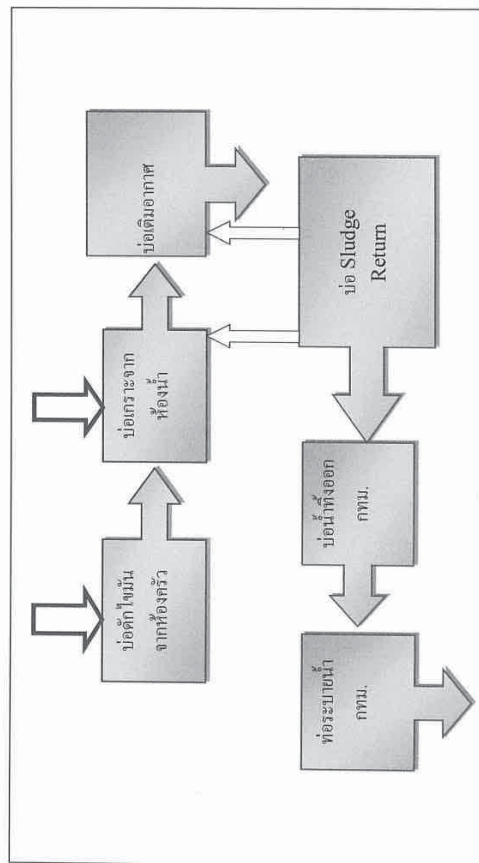 บ่อดักไขมัน
จากห้องครัว
บ่อเกรอะจาก
ห้องน้ำ
บ่อเติมอากาศ
บ่อ Sludge
Return
บ่อน้ำทิ้งออก
กทม.
ท่อระบายน้ำ
กทม.